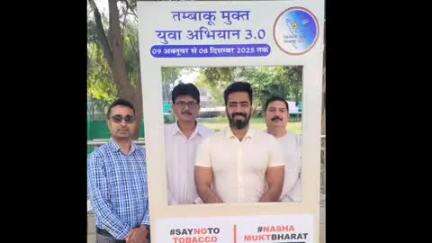 तम्बाकू मुक्त
युवा अभियान 3.0
09 अक्टूबर से 08 दिसम्बर 2025 तक
#SAYNOTO
TOBACCO
#NASHA
MUKTBHARAT